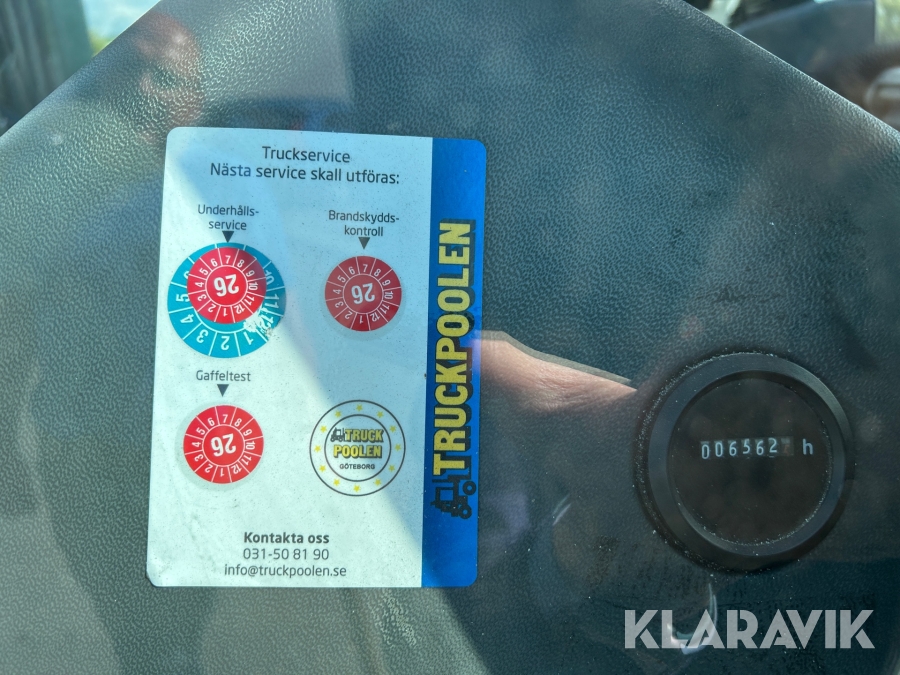 Truckservice
Nästa service skall utföras:
Underhålls-
service
Brandskydds-
kontroll
26
26
Gaffeltest
26
TRUCK
POOLEN
GÖTEBORG
Kontakta oss
031-50 81 90
info@truckpoolen.se
TRUCKPOOLEN
006562 h
KLARAVIK